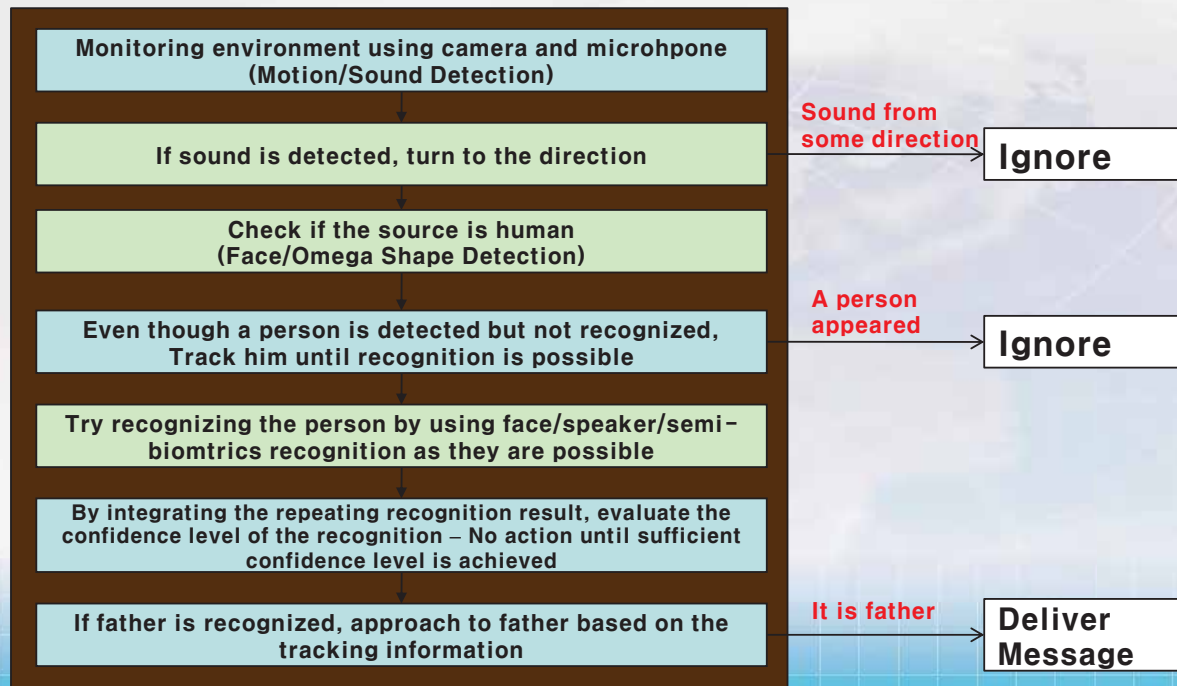 Monitoring environment using camera and microhpone
(Motion/Sound Detection)
If sound is detected, turn to the direction
Sound from
some direction
Ignore
Check if the source is human
(Face/Omega Shape Detection)
Even though a person is detected but not recognized,
Track him until recognition is possible
A person
appeared
Ignore
Try recognizing the person by using face/speaker/semi-
biomtrics recognition as they are possible
By integrating the repeating recognition result, evaluate the
confidence level of the recognition – No action until sufficient
confidence level is achieved
If father is recognized, approach to father based on the
tracking information
It is father
Deliver
Message